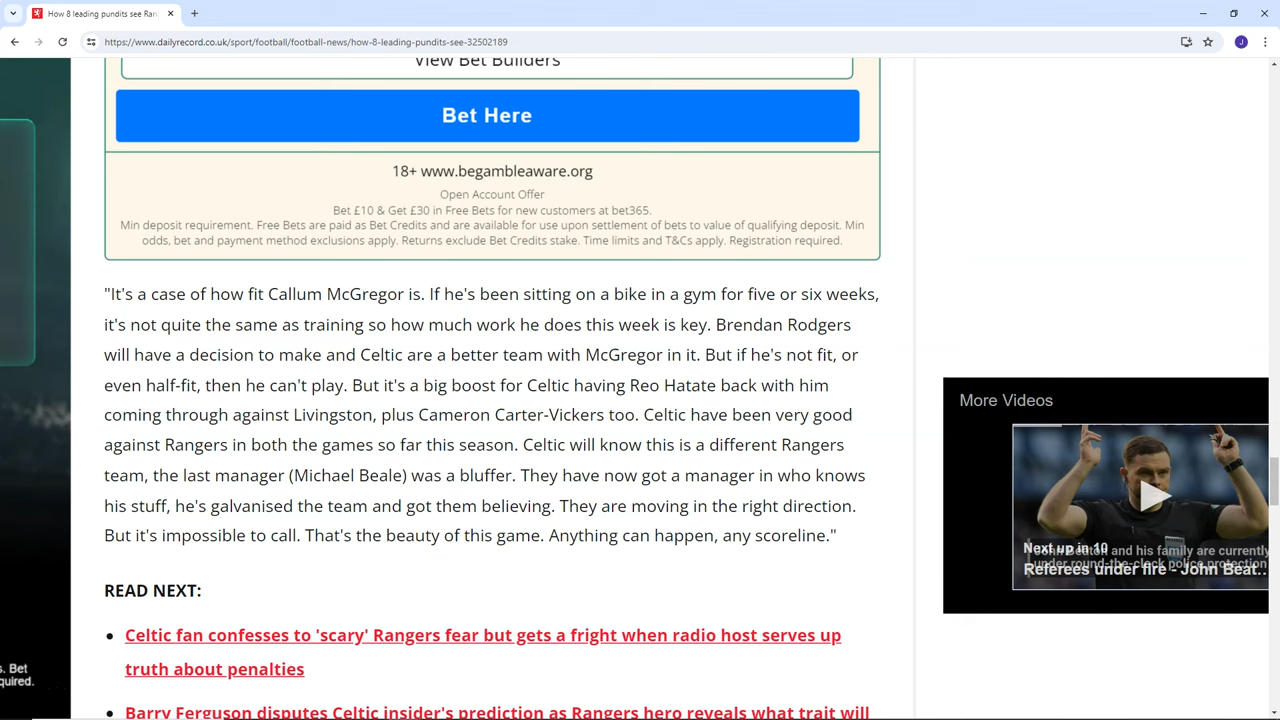 How 8 leading pundits see Ran
https://www.dailyrecord.co.uk/sport/football/football-news/how-8-leading-pundits-see-32502189
J
View Bet Builders
Bet Here
18+ www.begambleaware.org
Open Account Offer
Bet £10 & Get £30 in Free Bets for new customers at bet365.
Min deposit requirement. Free Bets are paid as Bet Credits and are available for use upon settlement of bets to value of qualifying deposit. Min
odds, bet and payment method exclusions apply. Returns exclude Bet Credits stake. Time limits and T&Cs apply. Registration required.
"It's a case of how fit Callum McGregor is. If he's been sitting on a bike in a gym for five or six weeks,
it's not quite the same as training so how much work he does this week is key. Brendan Rodgers
will have a decision to make and Celtic are a better team with McGregor in it. But if he's not fit, or
even half-fit, then he can't play. But it's a big boost for Celtic having Reo Hatate back with him
coming through against Livingston, plus Cameron Carter-Vickers too. Celtic have been very good
against Rangers in both the games so far this season. Celtic will know this is a different Rangers
team, the last manager (Michael Beale) was a bluffer. They have now got a manager in who knows
his stuff, he's galvanised the team and got them believing. They are moving in the right direction.
But it's impossible to call. That's the beauty of this game. Anything can happen, any scoreline."
READ NEXT:
Celtic fan confesses to 'scary' Rangers fear but gets a fright when radio host serves up
truth about penalties
Barry Ferguson disputes Celtic insider's prediction as Rangers hero reveals what trait will
More Videos
Next up in 10
John Beaton and his family are currently
under round-the-clock police protection
Referees under fire - John Beat...
s. Bet
quired.